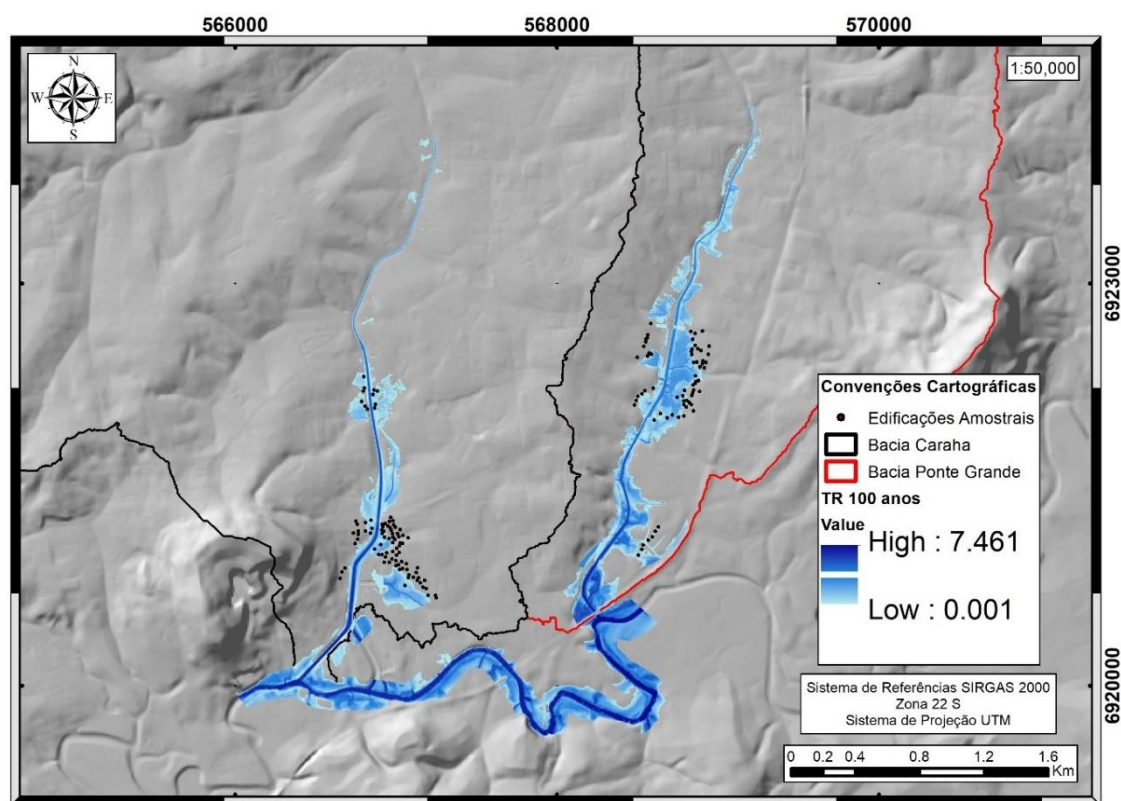 566000 568000 570000
N
W E
S
1:50,000
6923000
Convenções Cartográficas
Edificações Amostrais
Bacia Caraha
Bacia Ponte Grande
TR 100 anos
Value
High : 7.461
Low : 0.001
6920000
Sistema de Referências SIRGAS 2000
Zona 22 S
Sistema de Projeção UTM
0 0.2 0.4 0.8 1.2 1.6
Km